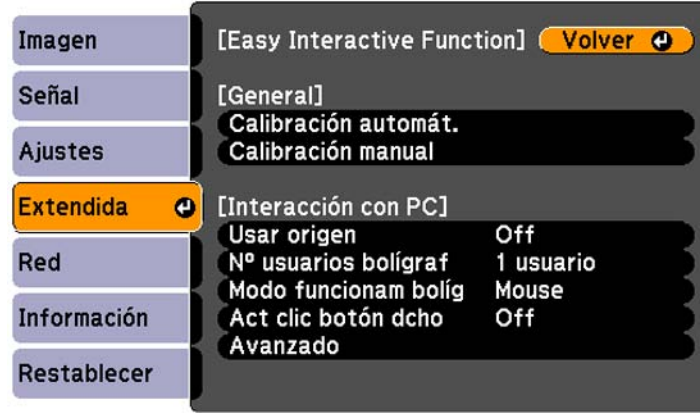 Imagen
Señal
Ajustes
Extendida
Red
Información
Restablecer
[Easy Interactive Function] Volver
[General]
Calibración automát.
Calibración manual
[Interacción con PC]
Usar origen Off
Nº usuarios bolígraf 1 usuario
Modo funcionam bolíg Mouse
Act clic botón dcho Off
Avanzado